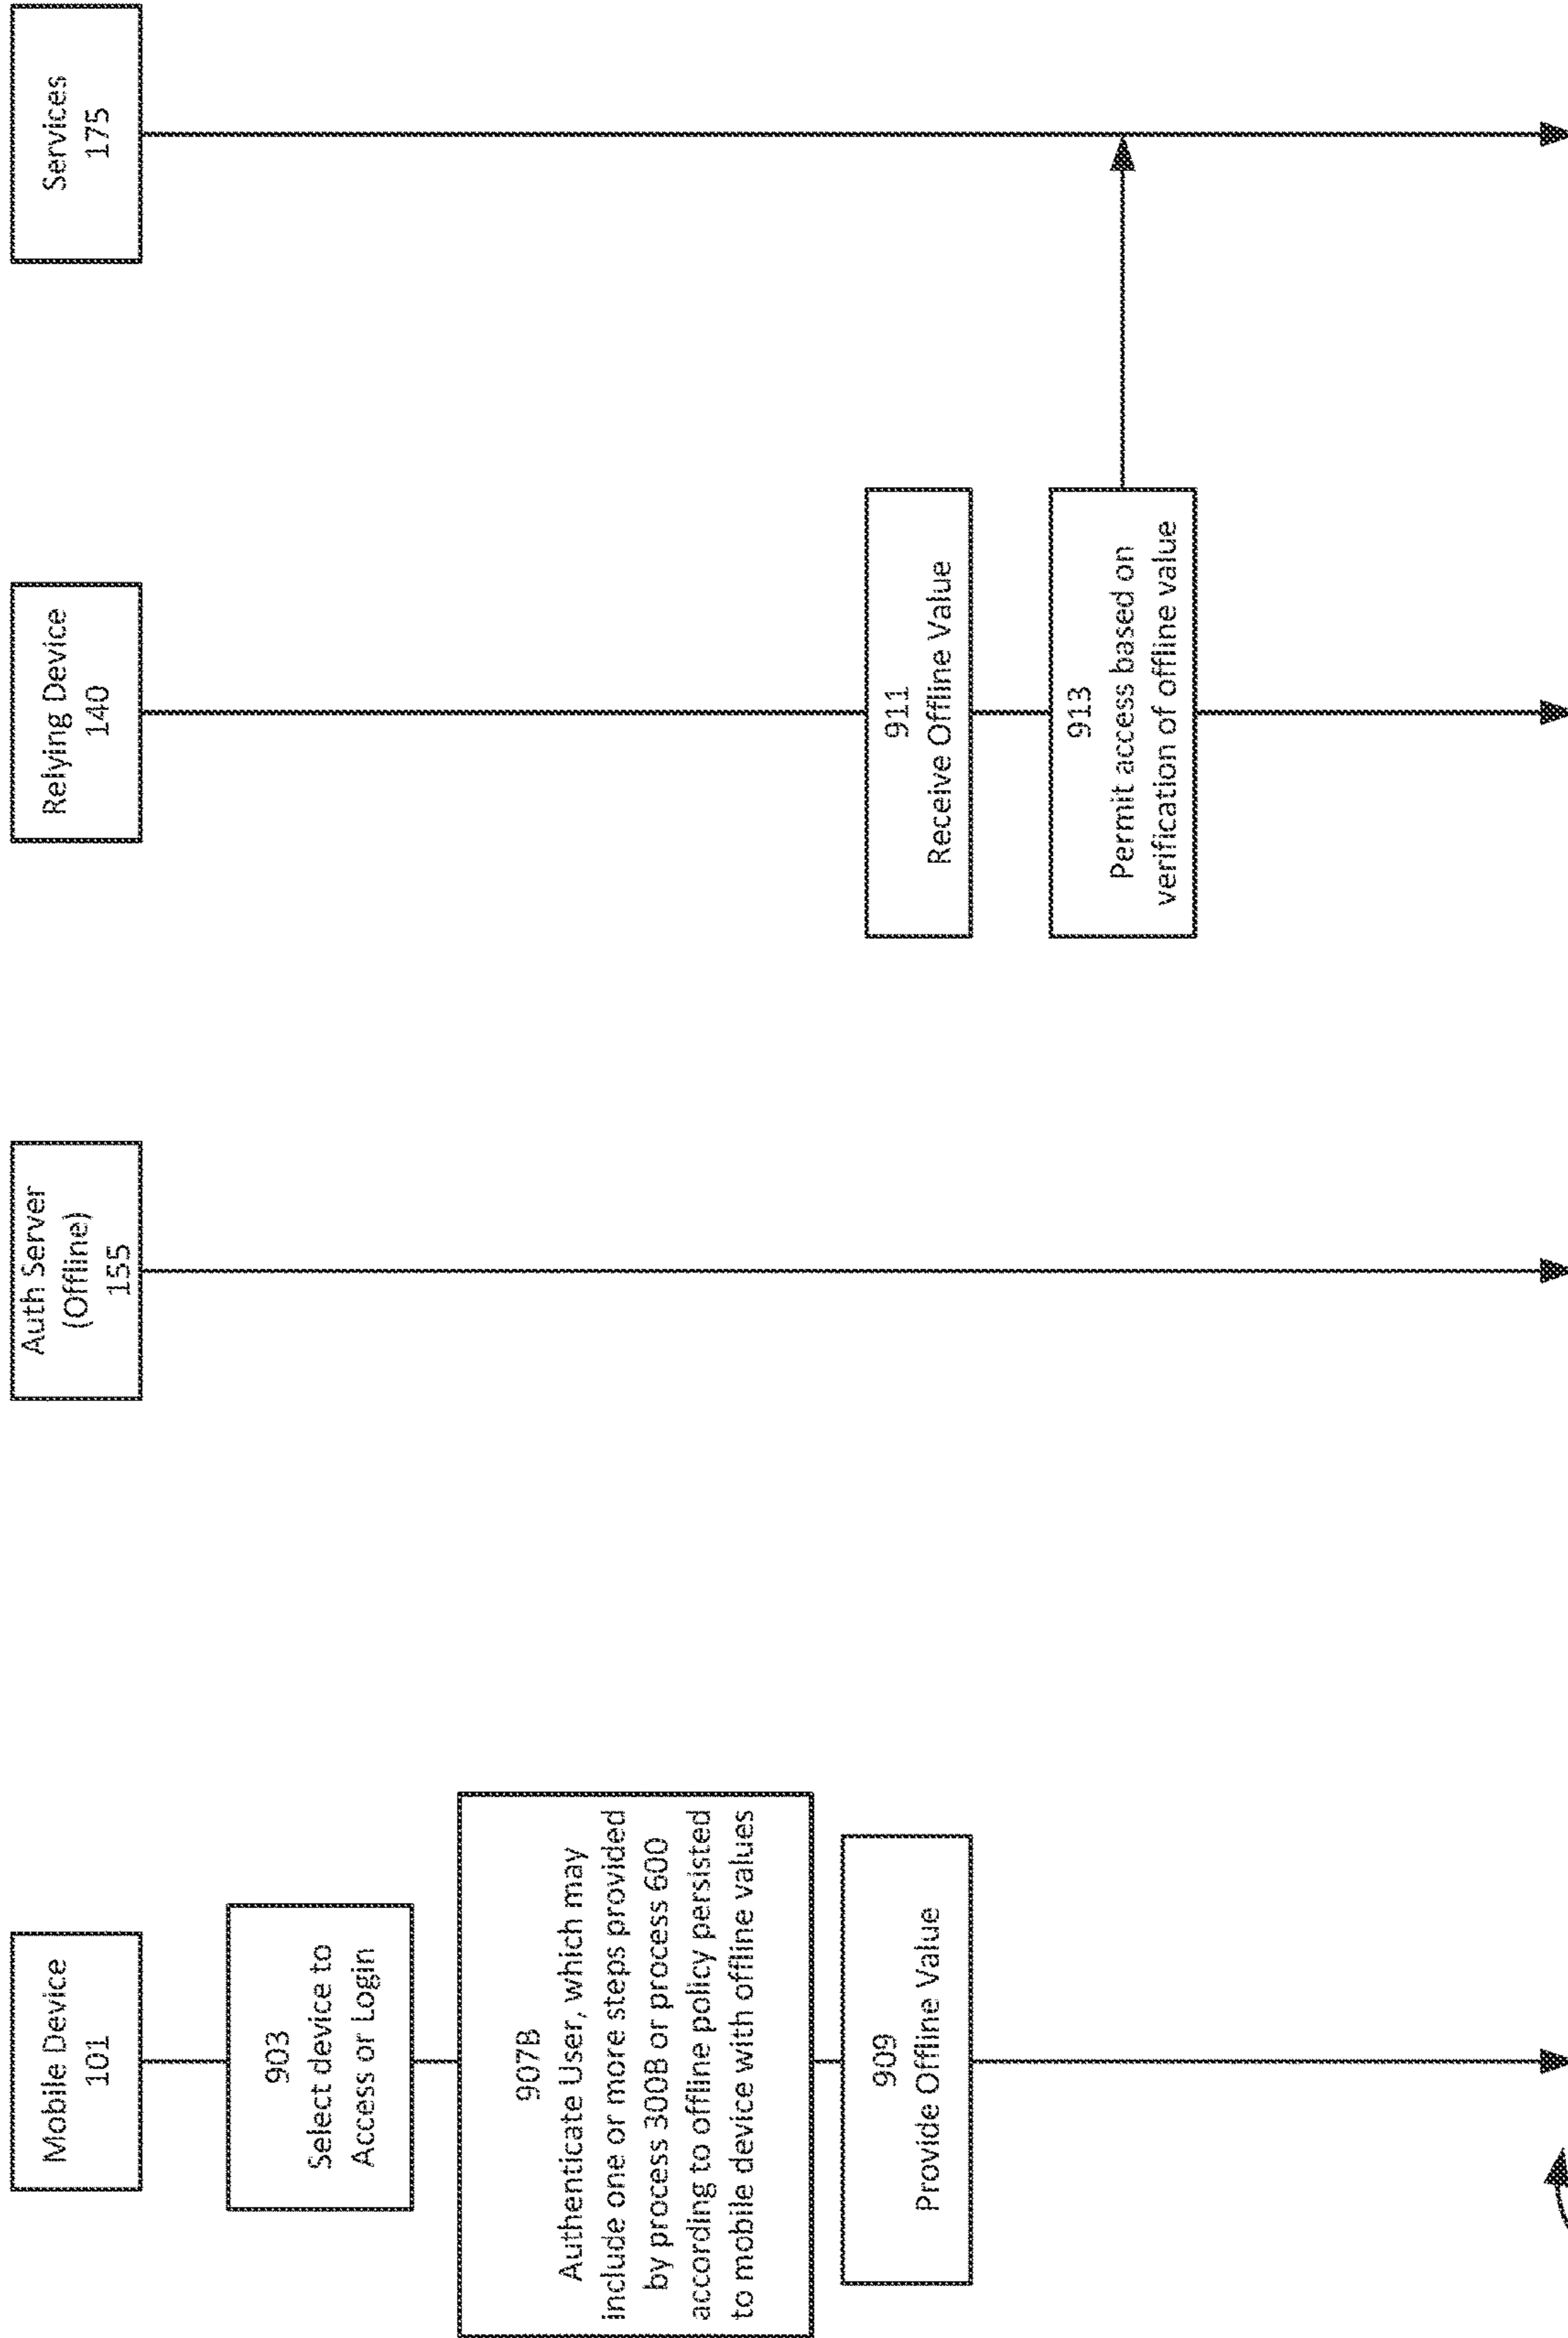 Mobile Device
101
Auth Server
(Offline)
155
Relying Device
140
Services
175
903
Select device to
Access or Login
907B
Authenticate User, which may
include one or more steps provided
by process 300B or process 600
according to offline policy persisted
to mobile device with offline values
909
Provide Offline Value
911
Receive Offline Value
913
Permit access based on
verification of offline value